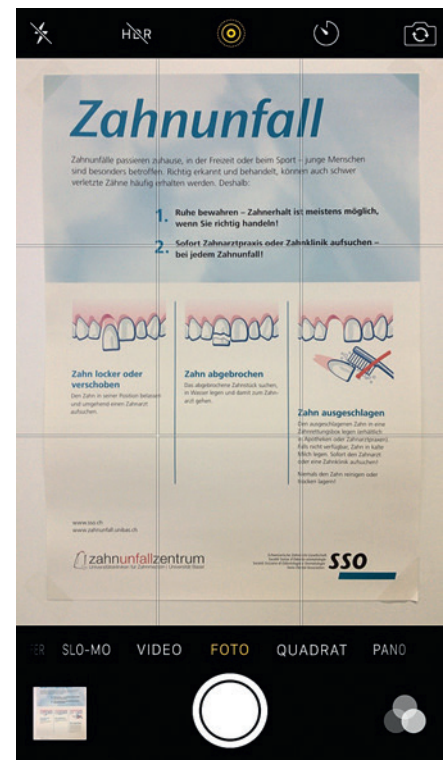 HDR
Zahnunfall
Zahnunfälle passieren zuhause, in der Freizeit oder beim Sport – junge Menschen
sind besonders betroffen. Richtig erkannt und behandelt, können auch schwer
verletzte Zähne häufig erhalten werden. Deshalb:
1. Ruhe bewahren – Zahnerhalt ist meistens möglich,
wenn Sie richtig handeln!
2. Sofort Zahnarztpraxis oder Zahnklinik aufsuchen –
bei jedem Zahnunfall!
Zahn locker oder
verschoben
Den Zahn in seiner Position belassen
und umgehend einen Zahnarzt
aufsuchen.
Zahn abgebrochen
Das abgebrochene Zahnstück suchen,
in Wasser legen und damit zum Zahn-
arzt gehen.
Zahn ausgeschlagen
Den ausgeschlagenen Zahn in eine
Zahnrettungsbox legen (erhältlich
in Apotheken oder Zahnarztpraxen).
Falls nicht verfügbar, Zahn in kalte
Milch legen. Sofort den Zahnarzt
oder eine Zahnklinik aufsuchen!
Niemals den Zahn reinigen oder
trocken lagern!
www.sso.ch
www.zahnunfall.unibas.ch
zahnunfallzentrum
SSO
SLO-MO VIDEO FOTO QUADRAT PANO